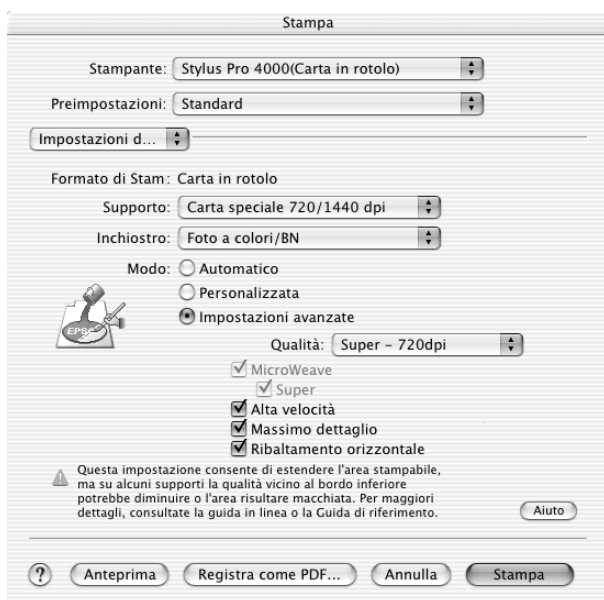 Stampa
Stampante: Stylus Pro 4000(Carta in rotolo)
Preimpostazioni: Standard
Impostazioni d...
Formato di Stam: Carta in rotolo
Supporto: Carta speciale 720/1440 dpi
Inchiostro: Foto a colori/BN
Modo: Automatico
Personalizzata
Impostazioni avanzate
Qualità: Super – 720dpi
MicroWeave
Super
Alta velocità
Massimo dettaglio
Ribaltamento orizzontale
Questa impostazione consente di estendere l'area stampabile,
ma su alcuni supporti la qualità vicino al bordo inferiore
potrebbe diminuire o l'area risultare macchiata. Per maggiori
dettagli, consultate la guida in linea o la Guida di riferimento.
Aiuto
? Anteprima Registra come PDF... Annulla Stampa